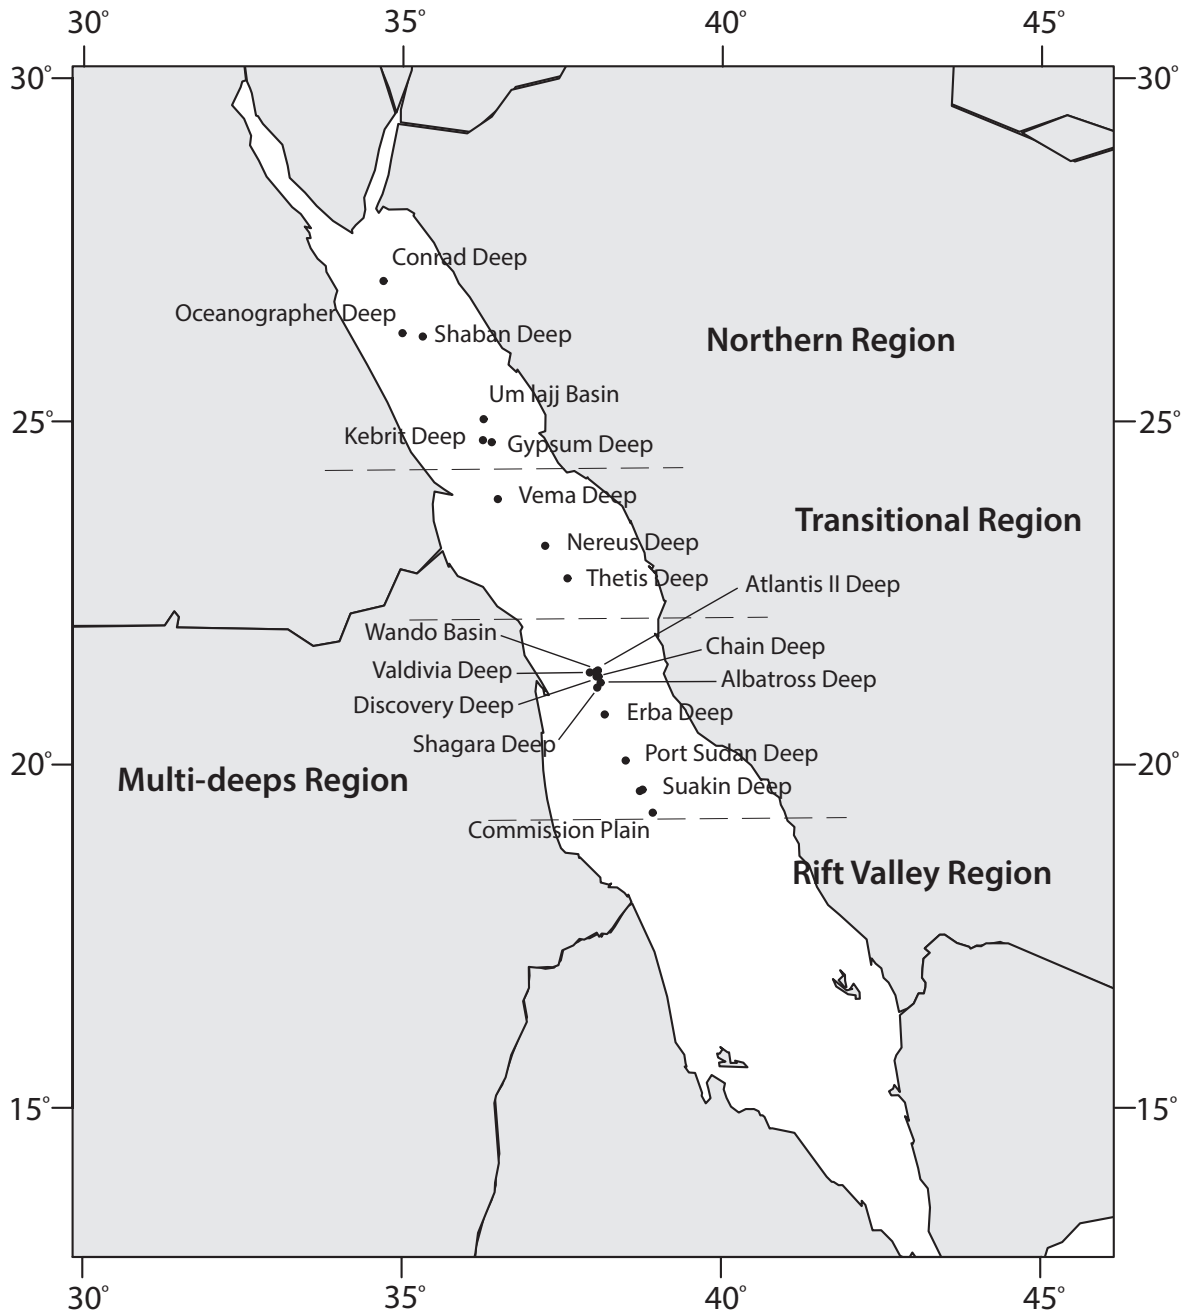 30° 35° 40° 45°
30° 30°
Conrad Deep
Oceanographer Deep
Shaban Deep
Northern Region
Um lajj Basin
25° 25°
Kebrit Deep
Gypsum Deep
Vema Deep
Transitional Region
Nereus Deep
Thetis Deep
Atlantis II Deep
Wando Basin
Chain Deep
Valdivia Deep
Albatross Deep
Discovery Deep
Erba Deep
Shagara Deep
Port Sudan Deep
20° 20°
Multi-deeps Region
Suakin Deep
Commission Plain
Rift Valley Region
15° 15°
30° 35° 40° 45°